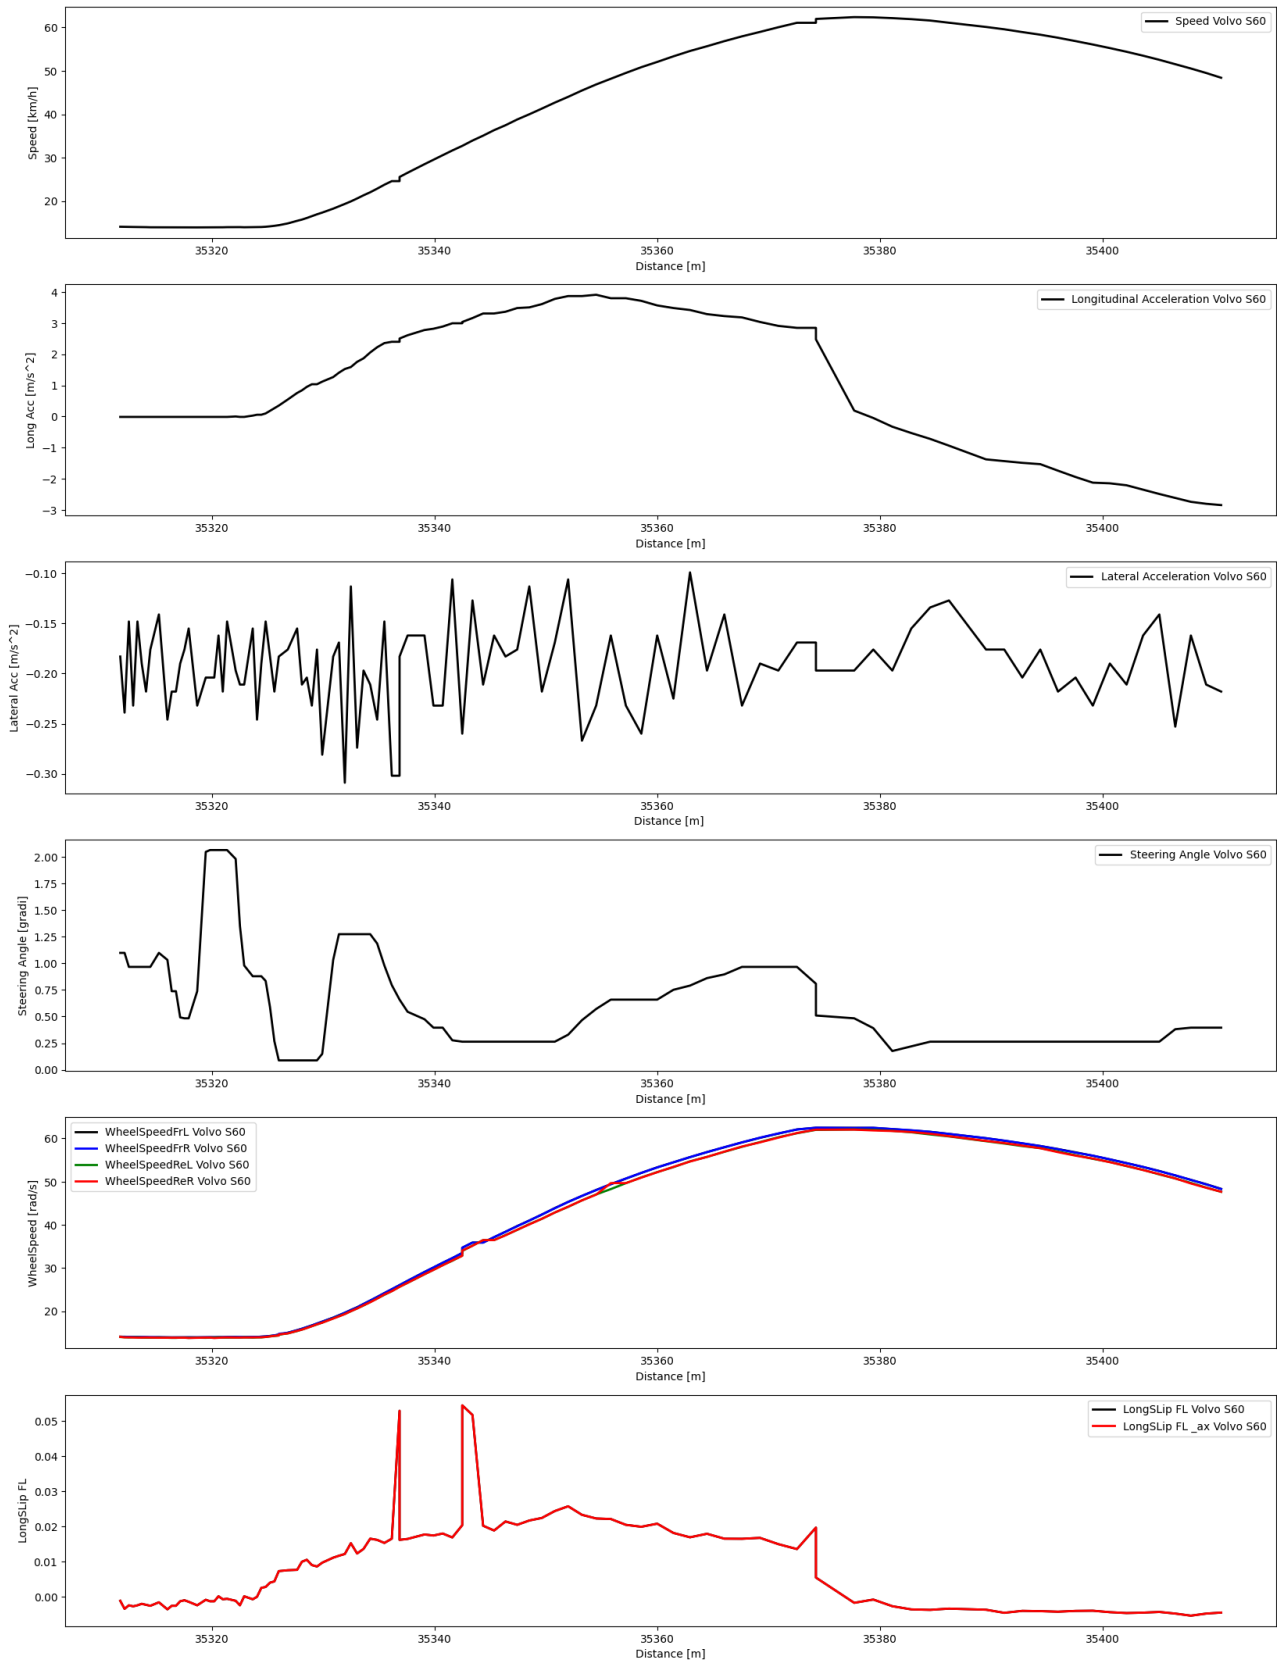 Speed Volvo S60
60
50
40
30
20
Speed [km/h]
35320 35340 35360 35380 35400
Distance [m]
Longitudinal Acceleration Volvo S60
4
3
2
1
0
−1
−2
−3
Long Acc [m/s^2]
35320 35340 35360 35380 35400
Distance [m]
Lateral Acceleration Volvo S60
−0.10
−0.15
−0.20
−0.25
−0.30
Lateral Acc [m/s^2]
35320 35340 35360 35380 35400
Distance [m]
Steering Angle Volvo S60
2.00
1.75
1.50
1.25
1.00
0.75
0.50
0.25
0.00
Steering Angle [gradi]
35320 35340 35360 35380 35400
Distance [m]
WheelSpeedFrL Volvo S60
WheelSpeedFrR Volvo S60
WheelSpeedReL Volvo S60
WheelSpeedReR Volvo S60
60
50
40
30
20
WheelSpeed [rad/s]
35320 35340 35360 35380 35400
Distance [m]
LongSLip FL Volvo S60
LongSLip FL _ax Volvo S60
0.05
0.04
0.03
0.02
0.01
0.00
LongSLip FL
35320 35340 35360 35380 35400
Distance [m]